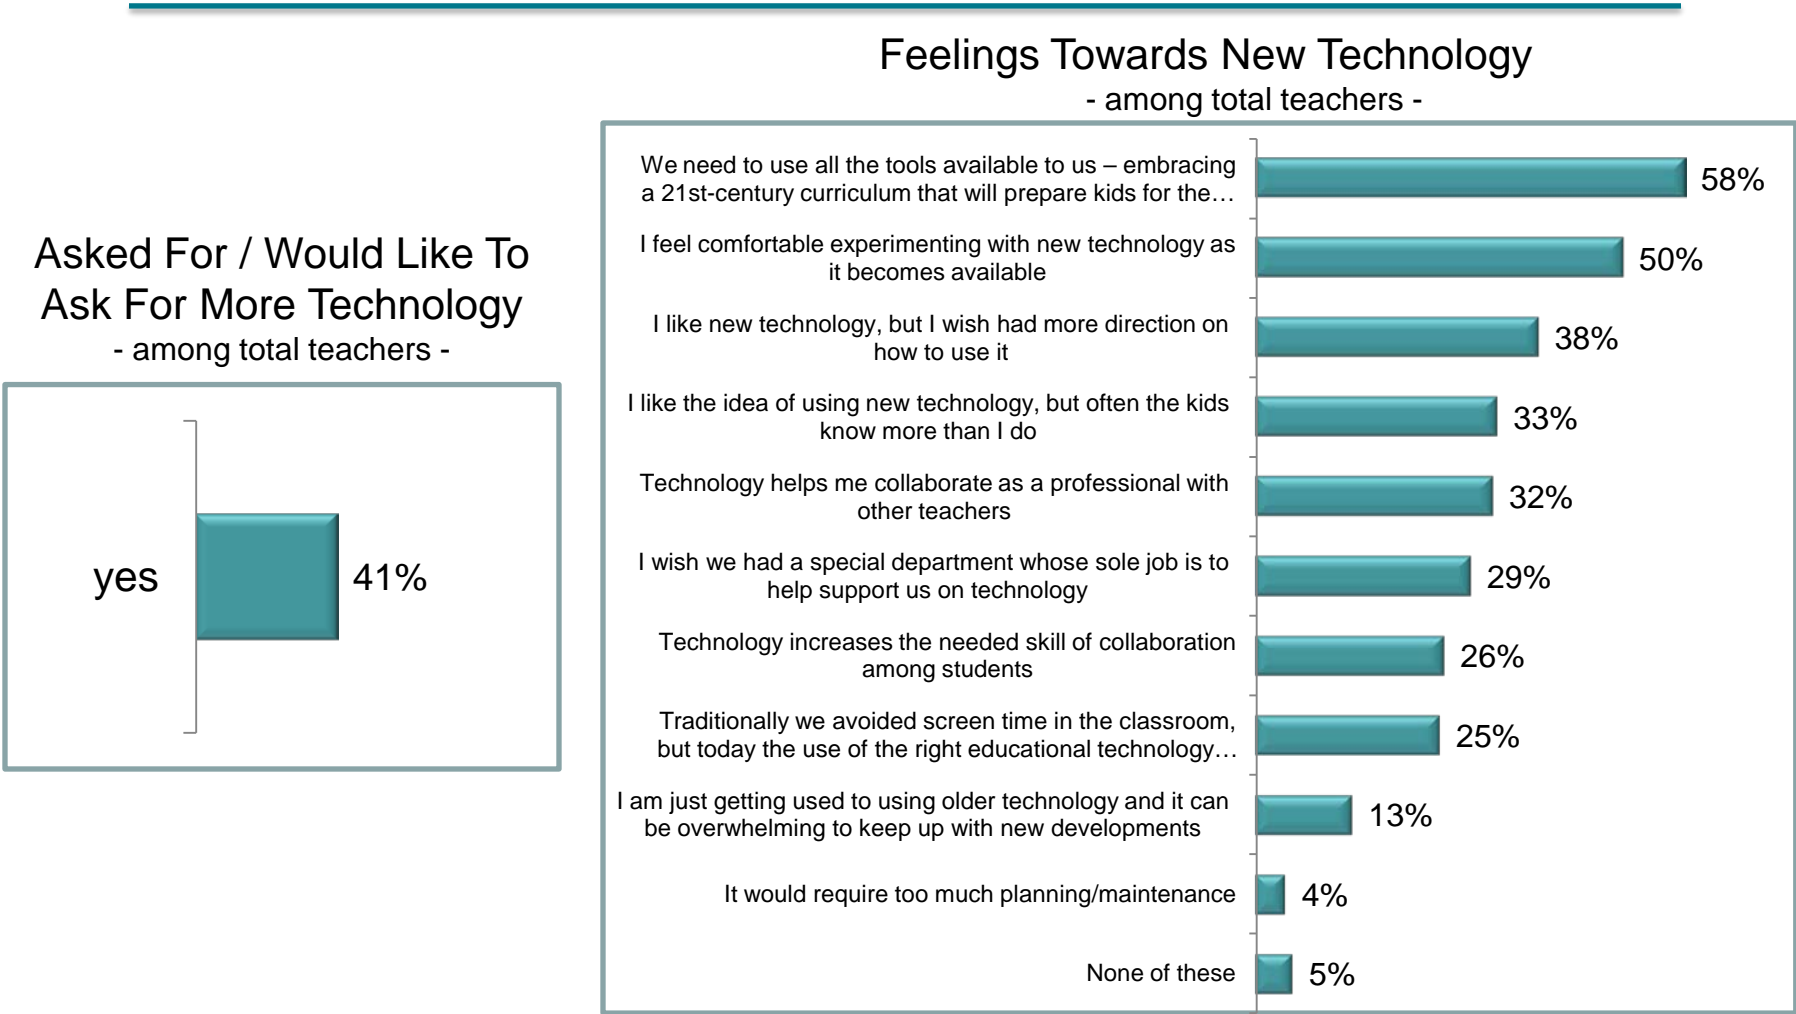 Feelings Towards New Technology
- among total teachers -
Asked For / Would Like To
Ask For More Technology
- among total teachers -
yes
41%
We need to use all the tools available to us – embracing
a 21st-century curriculum that will prepare kids for the…
58%
I feel comfortable experimenting with new technology as
it becomes available
50%
I like new technology, but I wish had more direction on
how to use it
38%
I like the idea of using new technology, but often the kids
know more than I do
33%
Technology helps me collaborate as a professional with
other teachers
32%
I wish we had a special department whose sole job is to
help support us on technology
29%
Technology increases the needed skill of collaboration
among students
26%
Traditionally we avoided screen time in the classroom,
but today the use of the right educational technology…
25%
I am just getting used to using older technology and it can
be overwhelming to keep up with new developments
13%
It would require too much planning/maintenance
4%
None of these
5%